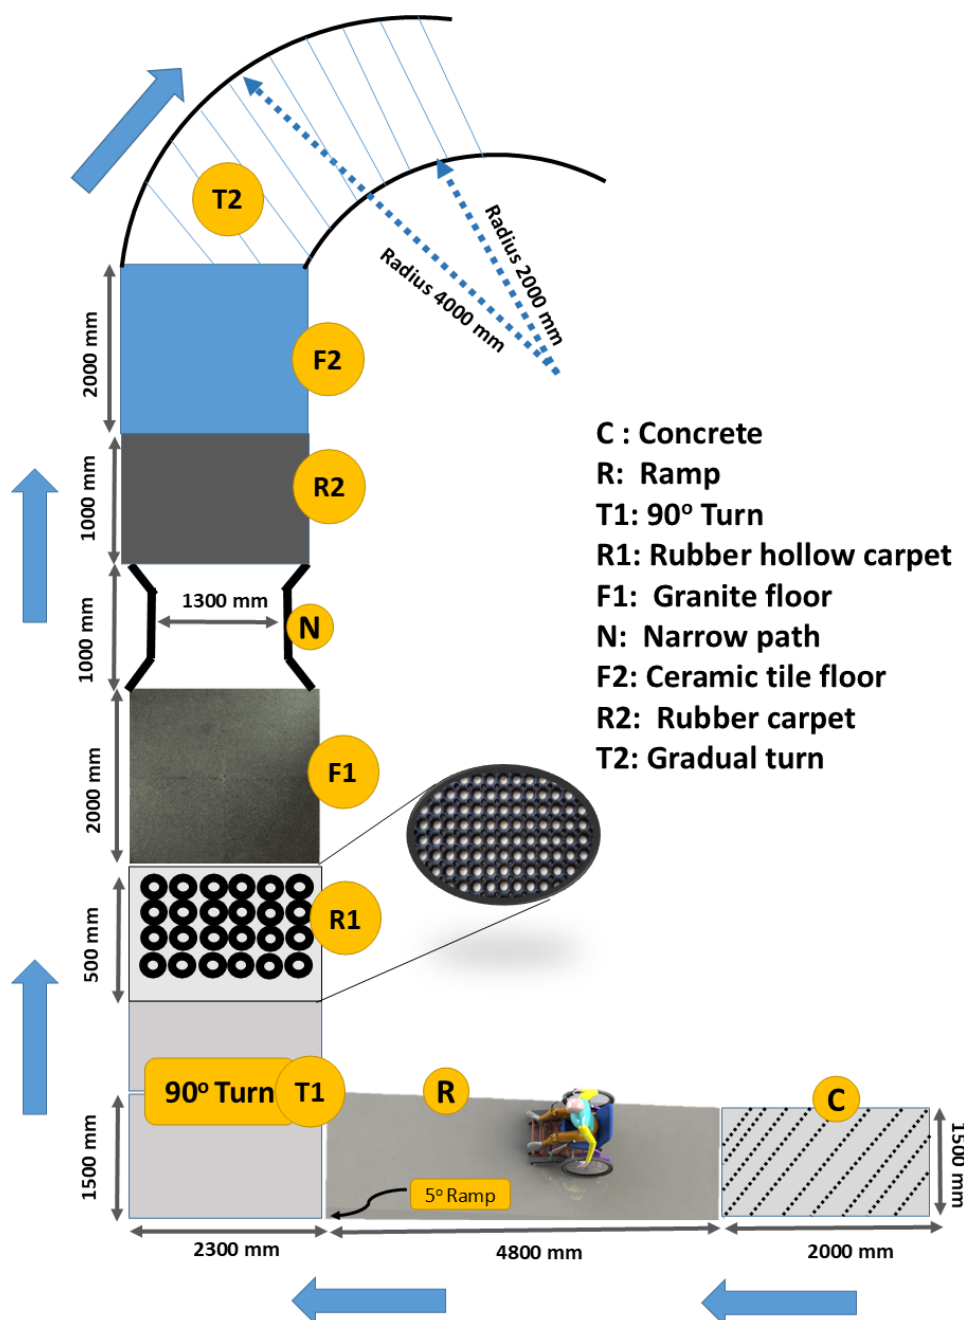 T2
Radius 4000 mm
Radius 2000 mm
2000 mm
F2
1000 mm
R2
1000 mm
1300 mm
N
C : Concrete
R: Ramp
T1: 90° Turn
R1: Rubber hollow carpet
F1: Granite floor
N: Narrow path
F2: Ceramic tile floor
R2: Rubber carpet
T2: Gradual turn
2000 mm
F1
500 mm
R1
90° Turn
T1
R
C
1500 mm
5° Ramp
1500 mm
2300 mm
4800 mm
2000 mm